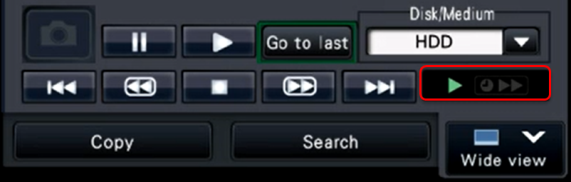 Disk/Medium
Go to last
HDD
Copy
Search
Wide view